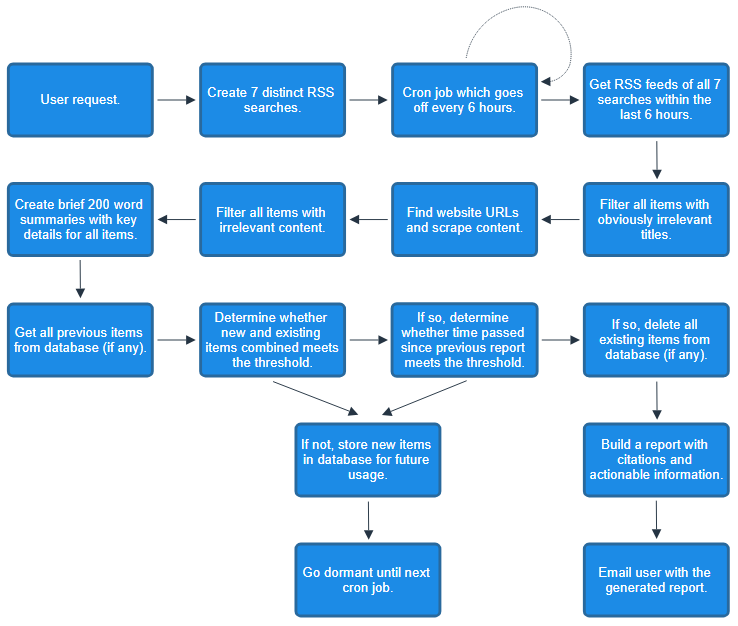 User request.
Create 7 distinct RSS
searches.
Cron job which goes
off every 6 hours.
Get RSS feeds of all 7
searches within the
last 6 hours.
Filter all items with
obviously irrelevant
titles.
Find website URLs
and scrape content.
Filter all items with
irrelevant content.
Create brief 200 word
summaries with key
details for all items.
Get all previous items
from database (if any).
Determine whether
new and existing
items combined meets
the threshold.
If so, determine
whether time passed
since previous report
meets the threshold.
If so, delete all
existing items from
database (if any).
If not, store new items
in database for future
usage.
Go dormant until next
cron job.
Build a report with
citations and
actionable information.
Email user with the
generated report.